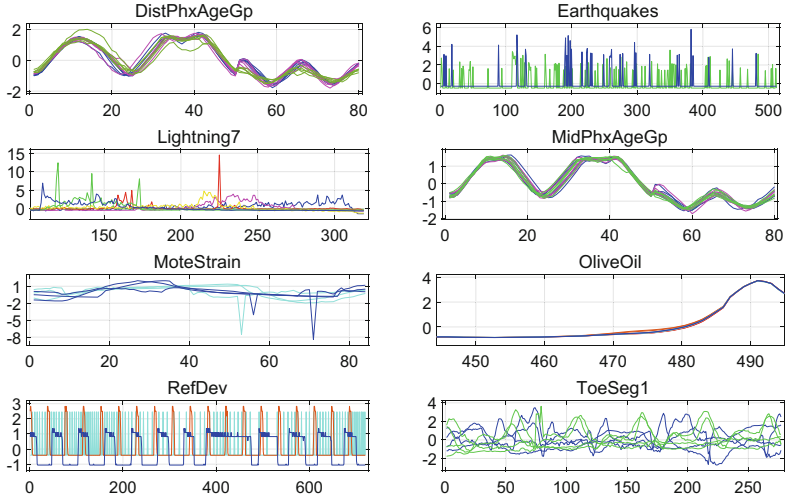 DistPhxAgeGp
2
0
-2
0 20 40 60 80
Earthquakes
6
4
2
0
0 100 200 300 400 500
Lightning7
15
10
5
0
150 200 250 300
MidPhxAgeGp
1
0
-1
-2
0 20 40 60 80
MoteStrain
1
-2
-5
-8
0 20 40 60 80
OliveOil
4
2
0
450 460 470 480 490
RefDev
3
2
1
0
-1
0 200 400 600
ToeSeg1
4
2
0
-2
0 50 100 150 200 250